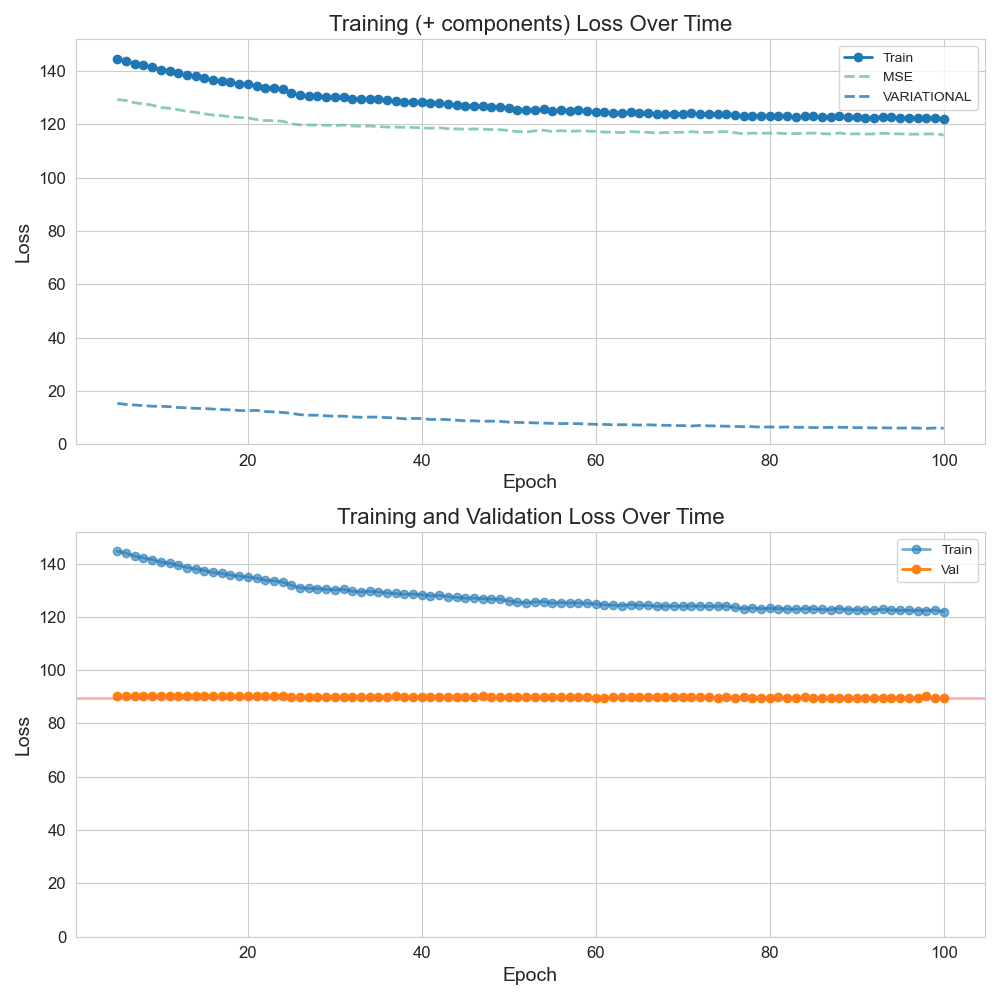 Training (+ components) Loss Over Time
Train
MSE
VARIATIONAL
140
120
100
80
60
40
20
0
Loss
20 40 60 80 100
Epoch
Training and Validation Loss Over Time
Train
Val
140
120
100
80
60
40
20
0
Loss
20 40 60 80 100
Epoch